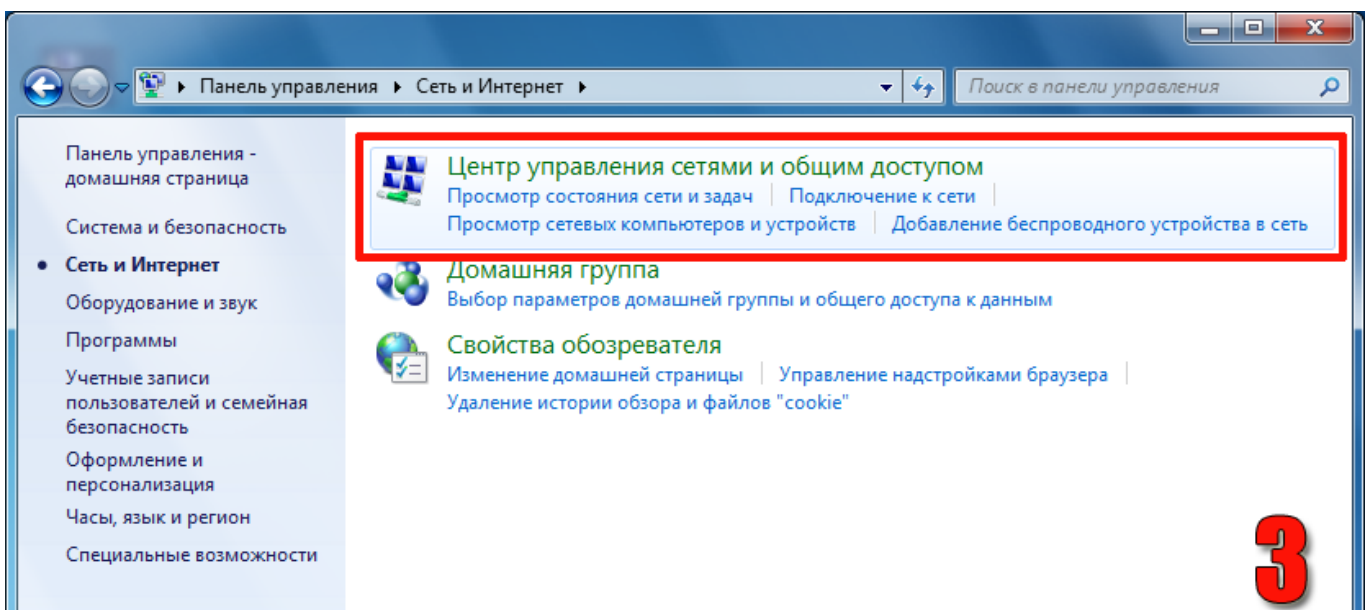 Панель управления ▸ Сеть и Интернет ▸
Поиск в панели управления
Панель управления -
домашняя страница
Система и безопасность
• Сеть и Интернет
Оборудование и звук
Программы
Учетные записи
пользователей и семейная
безопасность
Оформление и
персонализация
Часы, язык и регион
Специальные возможности
Центр управления сетями и общим доступом
Просмотр состояния сети и задач | Подключение к сети |
Просмотр сетевых компьютеров и устройств | Добавление беспроводного устройства в сеть
Домашняя группа
Выбор параметров домашней группы и общего доступа к данным
Свойства обозревателя
Изменение домашней страницы | Управление надстройками браузера |
Удаление истории обзора и файлов "cookie"
3